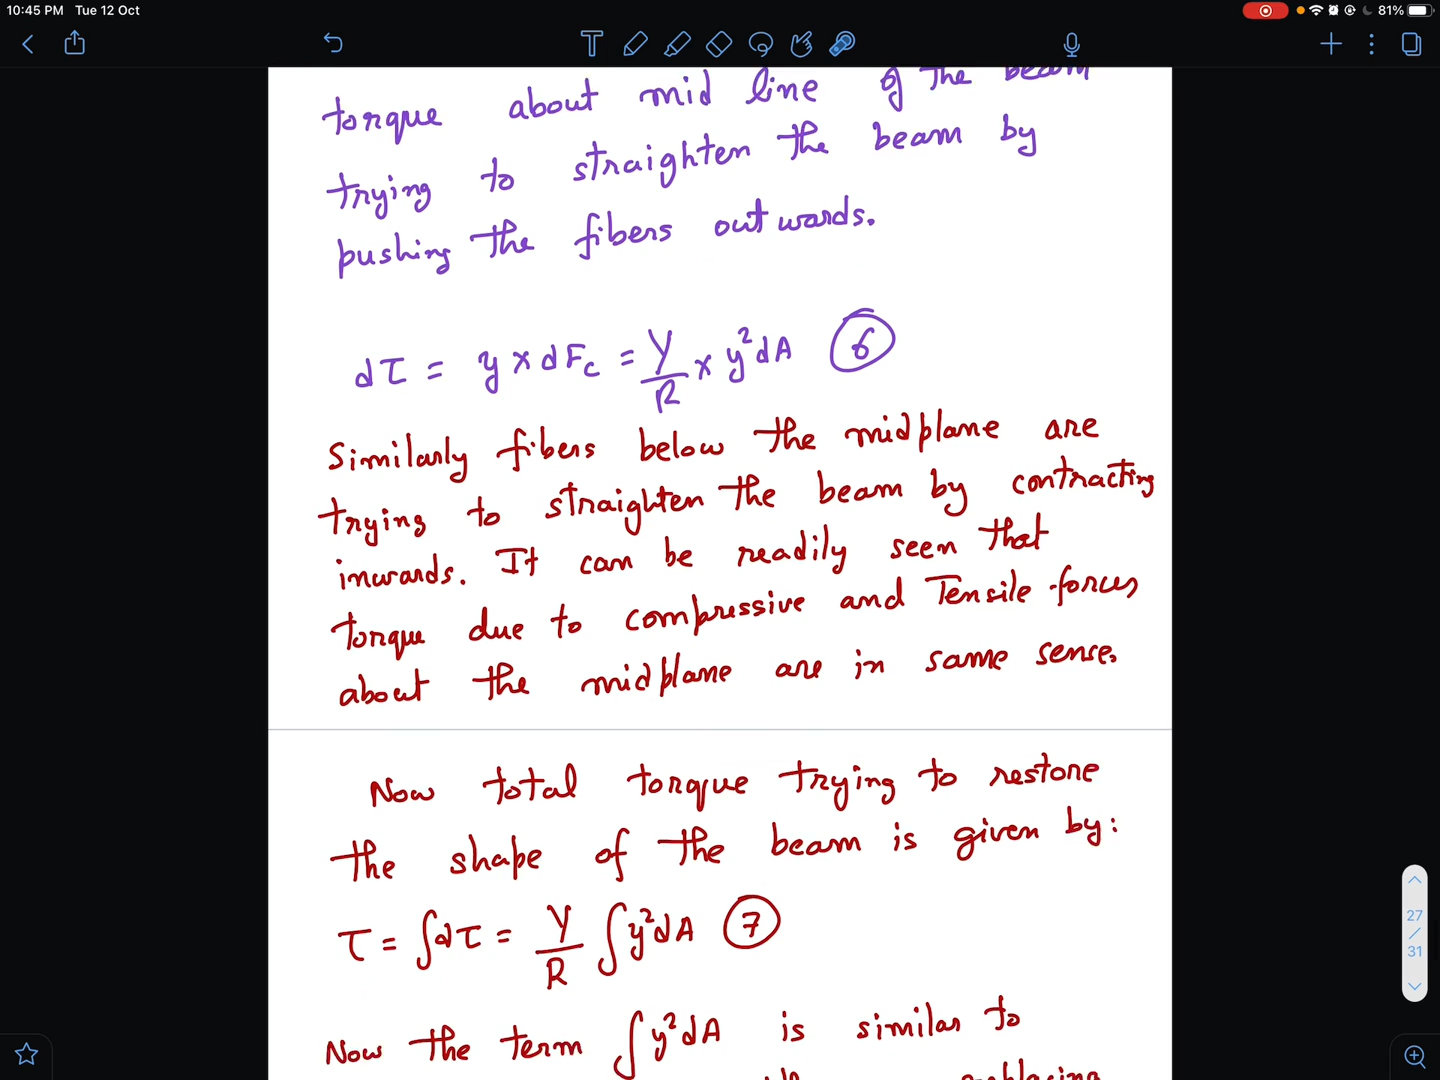 10:45 PM Tue 12 Oct
81%
torque about mid line of the beam
trying to straighten the beam by
pushing the fibers outwards.
dτ = y × dFc = Y/R × y²dA (6)
Similarly fibers below the midplane are
trying to straighten the beam by contracting
inwards. It can be readily seen that
torque due to compressive and Tensile forces
about the midplane are in same sense.
Now total torque trying to restore
the shape of the beam is given by:
τ = ∫dτ = Y/R ∫y²dA (7)
Now the term ∫y²dA is similar to
27
/
31